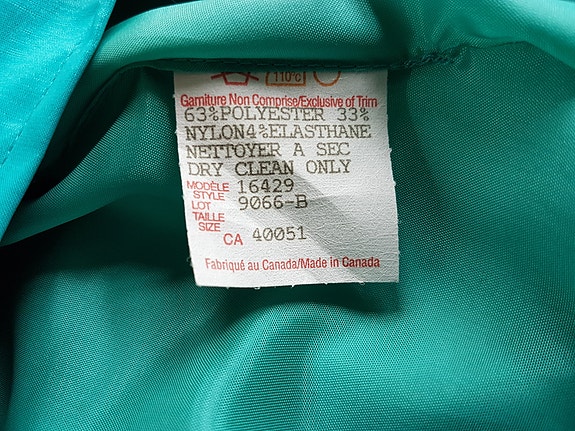 110°C
Garniture Non Comprise/Exclusive of Trim
63%POLYESTER 33%
NYLON4%ELASTHANE
NETTOYER A SEC
DRY CLEAN ONLY
MODÈLE
STYLE 16429
LOT 9066-B
TAILLE
SIZE
CA 40051
Fabriqué au Canada/Made in Canada